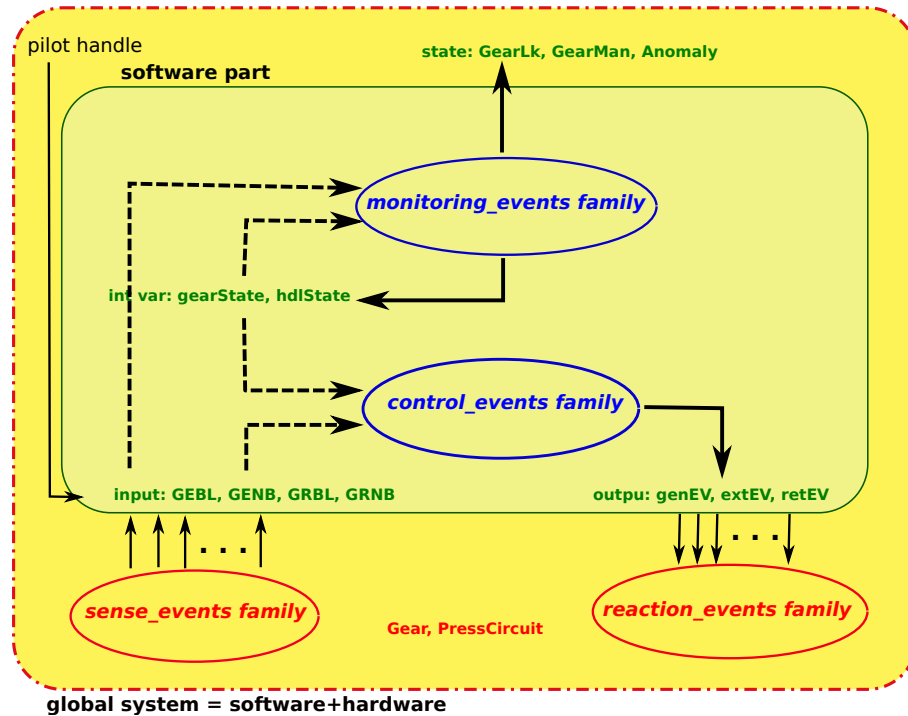 pilot handle
state: GearLk, GearMan, Anomaly
software part
monitoring_events family
int var: gearState, hdlState
control_events family
input: GEBL, GENB, GRBL, GRNB
outpu: genEV, extEV, retEV
. . .
. . .
sense_events family
reaction_events family
Gear, PressCircuit
global system = software+hardware